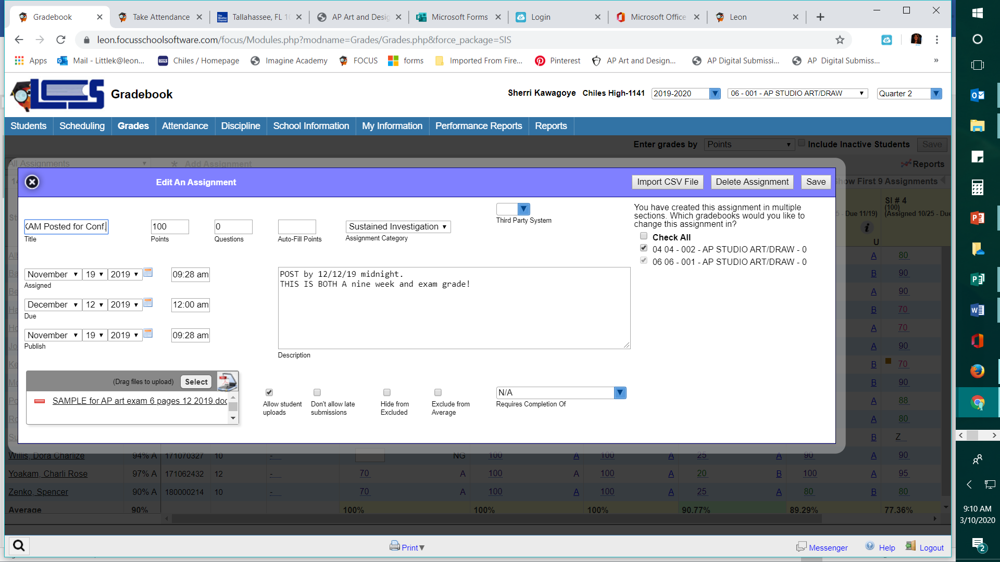 Gradebook
Take Attendance
Tallahassee, FL
AP Art and Desig
Microsoft Forms
Login
Microsoft Office
Leon
leon.focusschoolsoftware.com/focus/Modules.php?modname=Grades/Grades.php&force_package=SIS
Apps
Mail - Littlek@leon...
Chiles / Homepage
Imagine Academy
FOCUS
forms
Imported From Fire...
Pinterest
AP Art and Design...
AP Digital Submissi...
AP Digital Submiss...
»
LCS
Gradebook
Sherri Kawagoye
Chiles High-1141
2019-2020
06 - 001 - AP STUDIO ART/DRAW
Quarter 2
Students
Scheduling
Grades
Attendance
Discipline
School Information
My Information
Performance Reports
Reports
Enter grades by
Points
Include Inactive Students
Save
All Assignments
Add Assignment
Reports
Edit An Assignment
Import CSV File
Delete Assignment
Save
how First 9 Assignments
SI # 4
(100)
- Due 11/19)
(Assigned 10/25 - Due
XAM Posted for Conf.
Title
100
Points
0
Questions
Auto-Fill Points
Sustained Investigation
Assignment Category
Third Party System
You have created this assignment in multiple
sections. Which gradebooks would you like to
change this assignment in?
Check All
04 04 - 002 - AP STUDIO ART/DRAW - 0
06 06 - 001 - AP STUDIO ART/DRAW - 0
November 19 2019 09:28 am
Assigned
December 12 2019 12:00 am
Due
November 19 2019 09:28 am
Publish
POST by 12/12/19 midnight.
THIS IS BOTH A nine week and exam grade!
Description
(Drag files to upload)
Select
SAMPLE for AP art exam 6 pages 12 2019.doc
Allow student
uploads
Don't allow late
submissions
Hide from
Excluded
Exclude from
Average
N/A
Requires Completion Of
U
A 80
B 90
A 90
B 70
A 70
A 90
B 70
B 90
A 88
A 80
B Z
Willis, Dora Charlize 94% A 171070327 10 - NG 100 A 100 A 25 A 90 A 90
Yoakam, Charli Rose 97% A 171062432 12 - 70 A 100 A 100 A 20 B 100 A 95
Zenko, Spencer 90% A 180000214 10 - 70 A 100 A 100 A 25 A 80 B 80
Average 90% 100% 100% 100% 90.77% 89.29% 77.36%
Print
Messenger
Help
Logout
9:10 AM
3/10/2020
2